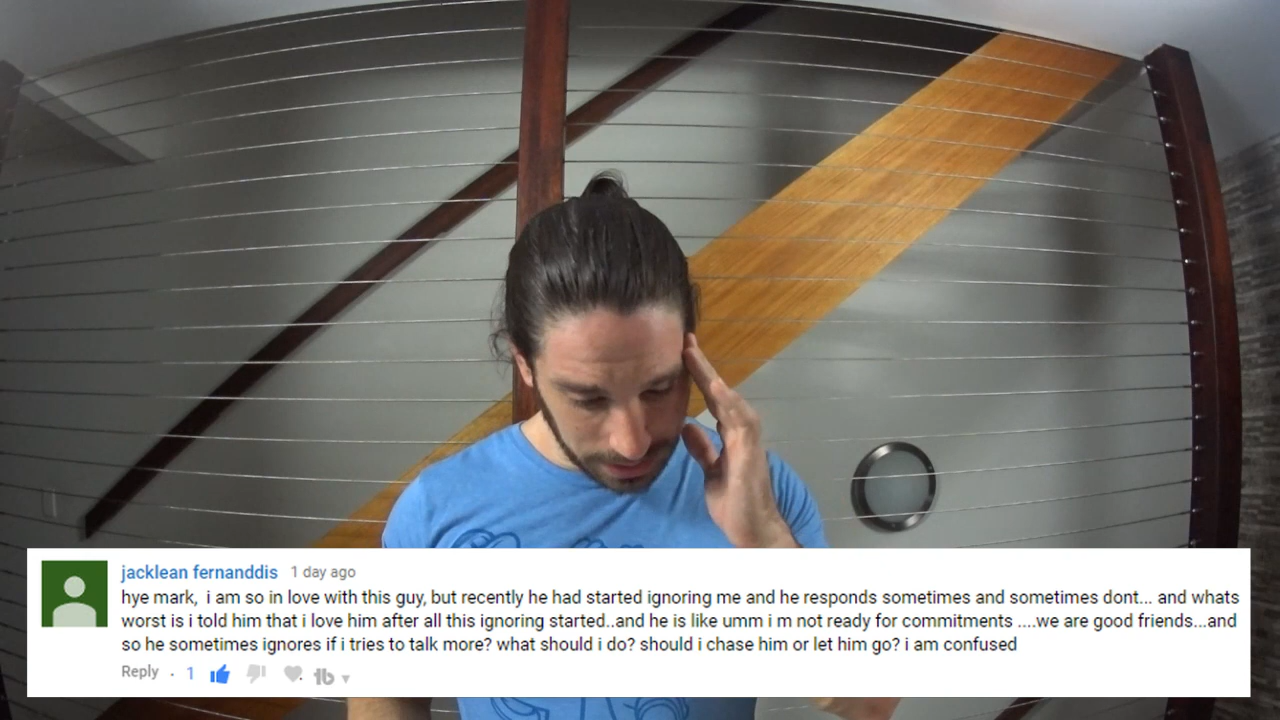 jacklean fernanddis 1 day ago
hye mark, i am so in love with this guy, but recently he had started ignoring me and he responds sometimes and sometimes dont... and whats
worst is i told him that i love him after all this ignoring started..and he is like umm i m not ready for commitments ....we are good friends...and
so he sometimes ignores if i tries to talk more? what should i do? should i chase him or let him go? i am confused
Reply . 1